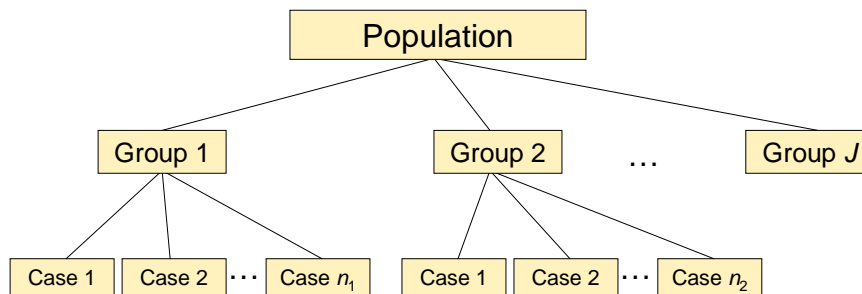 Population
Group 1 Group 2 ... Group J
Case 1 Case 2 ... Case n₁ Case 1 Case 2 ... Case n₂